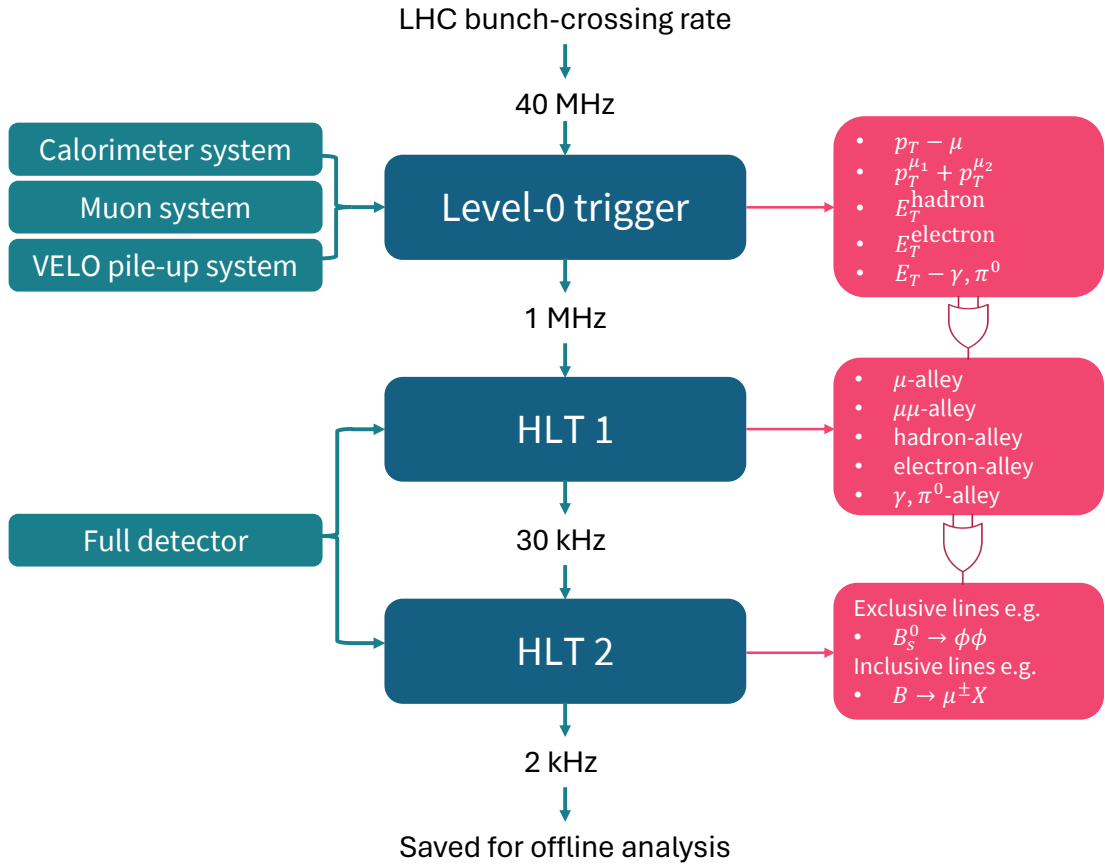 LHC bunch-crossing rate
40 MHz
Calorimeter system
Muon system
VELO pile-up system
Level-0 trigger
• p_T − μ
• p_T^{μ_1} + p_T^{μ_2}
• E_T^{hadron}
• E_T^{electron}
• E_T − γ, π^0
1 MHz
HLT 1
• μ-alley
• μμ-alley
• hadron-alley
• electron-alley
• γ, π^0-alley
Full detector
30 kHz
HLT 2
Exclusive lines e.g.
• B_s^0 → ϕϕ
Inclusive lines e.g.
• B → μ^± X
2 kHz
Saved for offline analysis